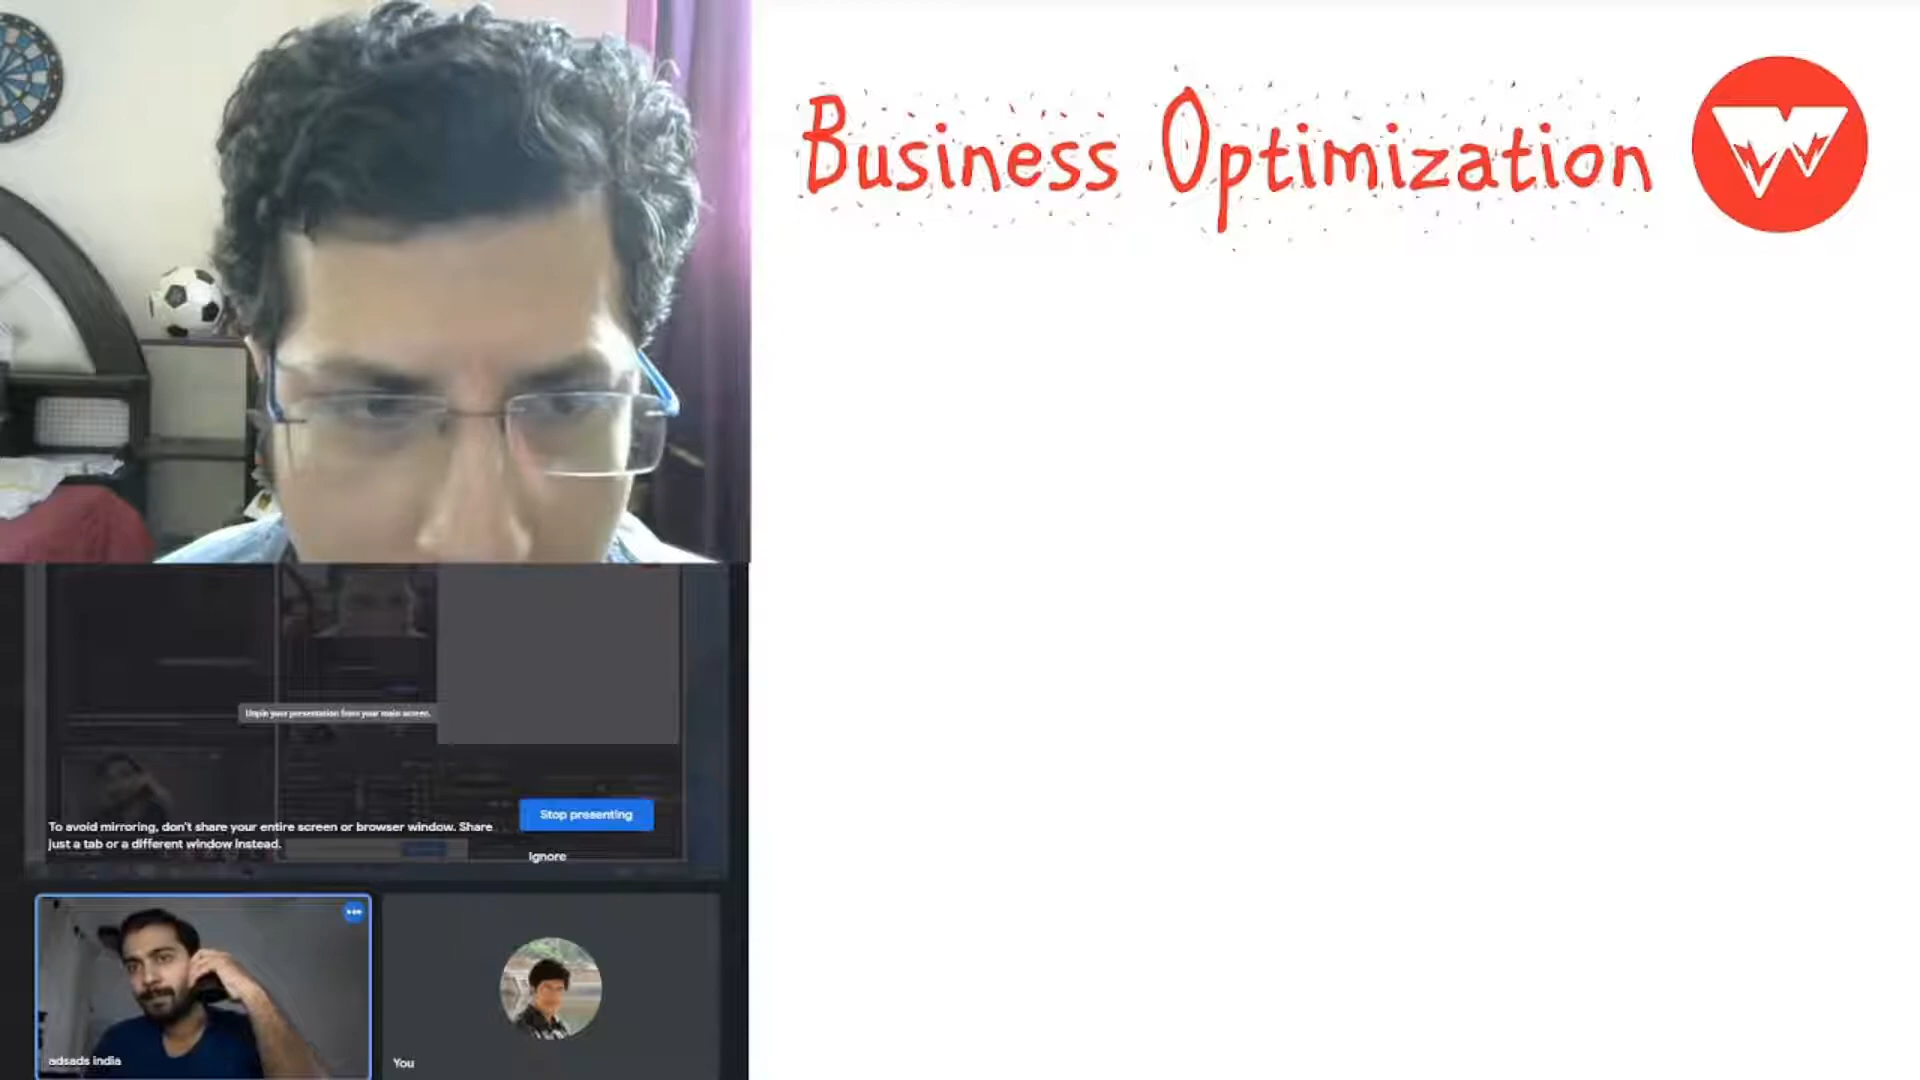 Business Optimization
Unpin your presentation from your main screen.
To avoid mirroring, don't share your entire screen or browser window. Share
just a tab or a different window instead.
Stop presenting
Ignore
adsads india
You